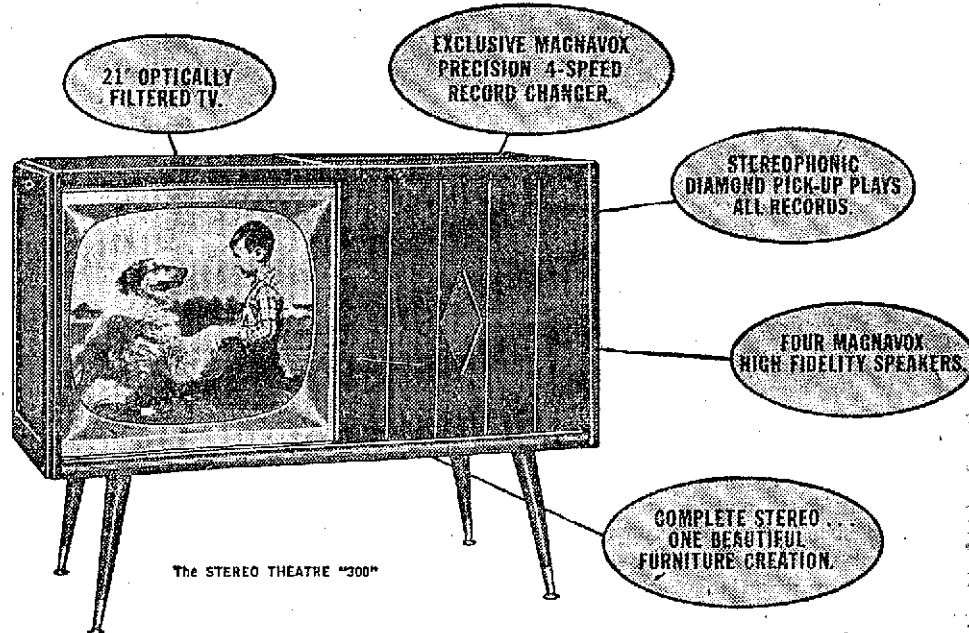 21" OPTICALLY
FILTERED TV.
EXCLUSIVE MAGNAVOX
PRECISION 4-SPEED
RECORD CHANGER.
STEREOPHONIC
DIAMOND PICK-UP PLAYS
ALL RECORDS.
FOUR MAGNAVOX
HIGH FIDELITY SPEAKERS.
COMPLETE STEREO . . .
ONE BEAUTIFUL
FURNITURE CREATION.
The STEREO THEATRE "300"